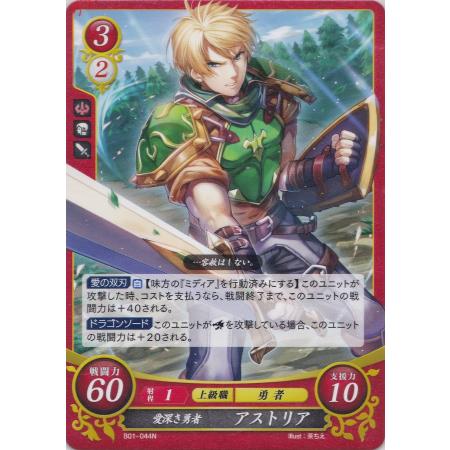 3
2
…容赦はしない。
愛の双刃 自【味方の『ミディア』を行動済みにする】このユニットが
攻撃した時、コストを支払うなら、戦闘終了まで、このユニットの戦
闘力は+40される。
ドラゴンソード このユニットが を攻撃している場合、このユニット
の戦闘力は+20される。
戦闘力
60
射程 1 上級職 勇者
支援力
10
愛深き勇者 アストリア
B01-044N
Illust:茶ちえ